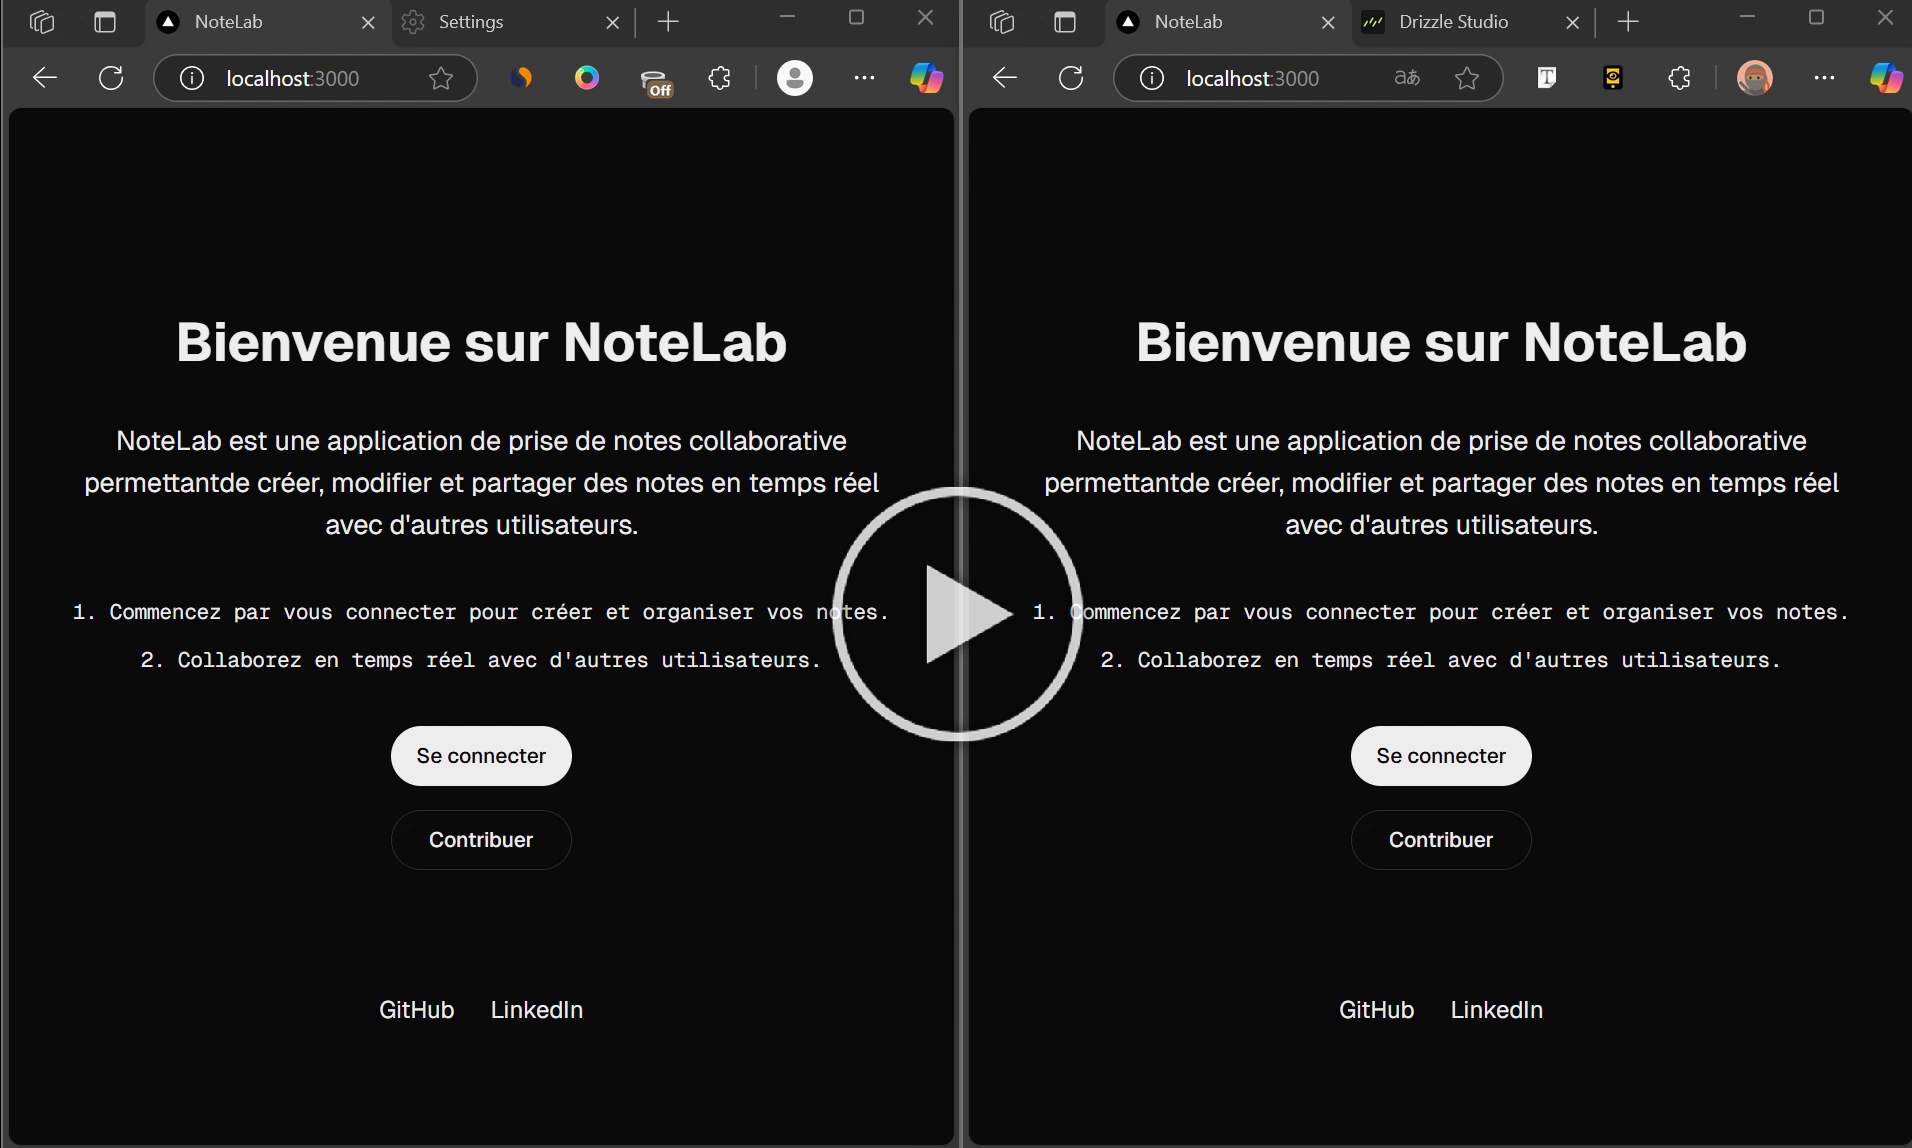 NoteLab
Settings
localhost:3000
Off
Bienvenue sur NoteLab
NoteLab est une application de prise de notes collaborative
permettantde créer, modifier et partager des notes en temps réel
avec d'autres utilisateurs.
1. Commencez par vous connecter pour créer et organiser vos notes.
2. Collaborez en temps réel avec d'autres utilisateurs.
Se connecter
Contribuer
GitHub LinkedIn
NoteLab
Drizzle Studio
localhost:3000
aあ
T
Bienvenue sur NoteLab
NoteLab est une application de prise de notes collaborative
permettantde créer, modifier et partager des notes en temps réel
avec d'autres utilisateurs.
1. Commencez par vous connecter pour créer et organiser vos notes.
2. Collaborez en temps réel avec d'autres utilisateurs.
Se connecter
Contribuer
GitHub LinkedIn